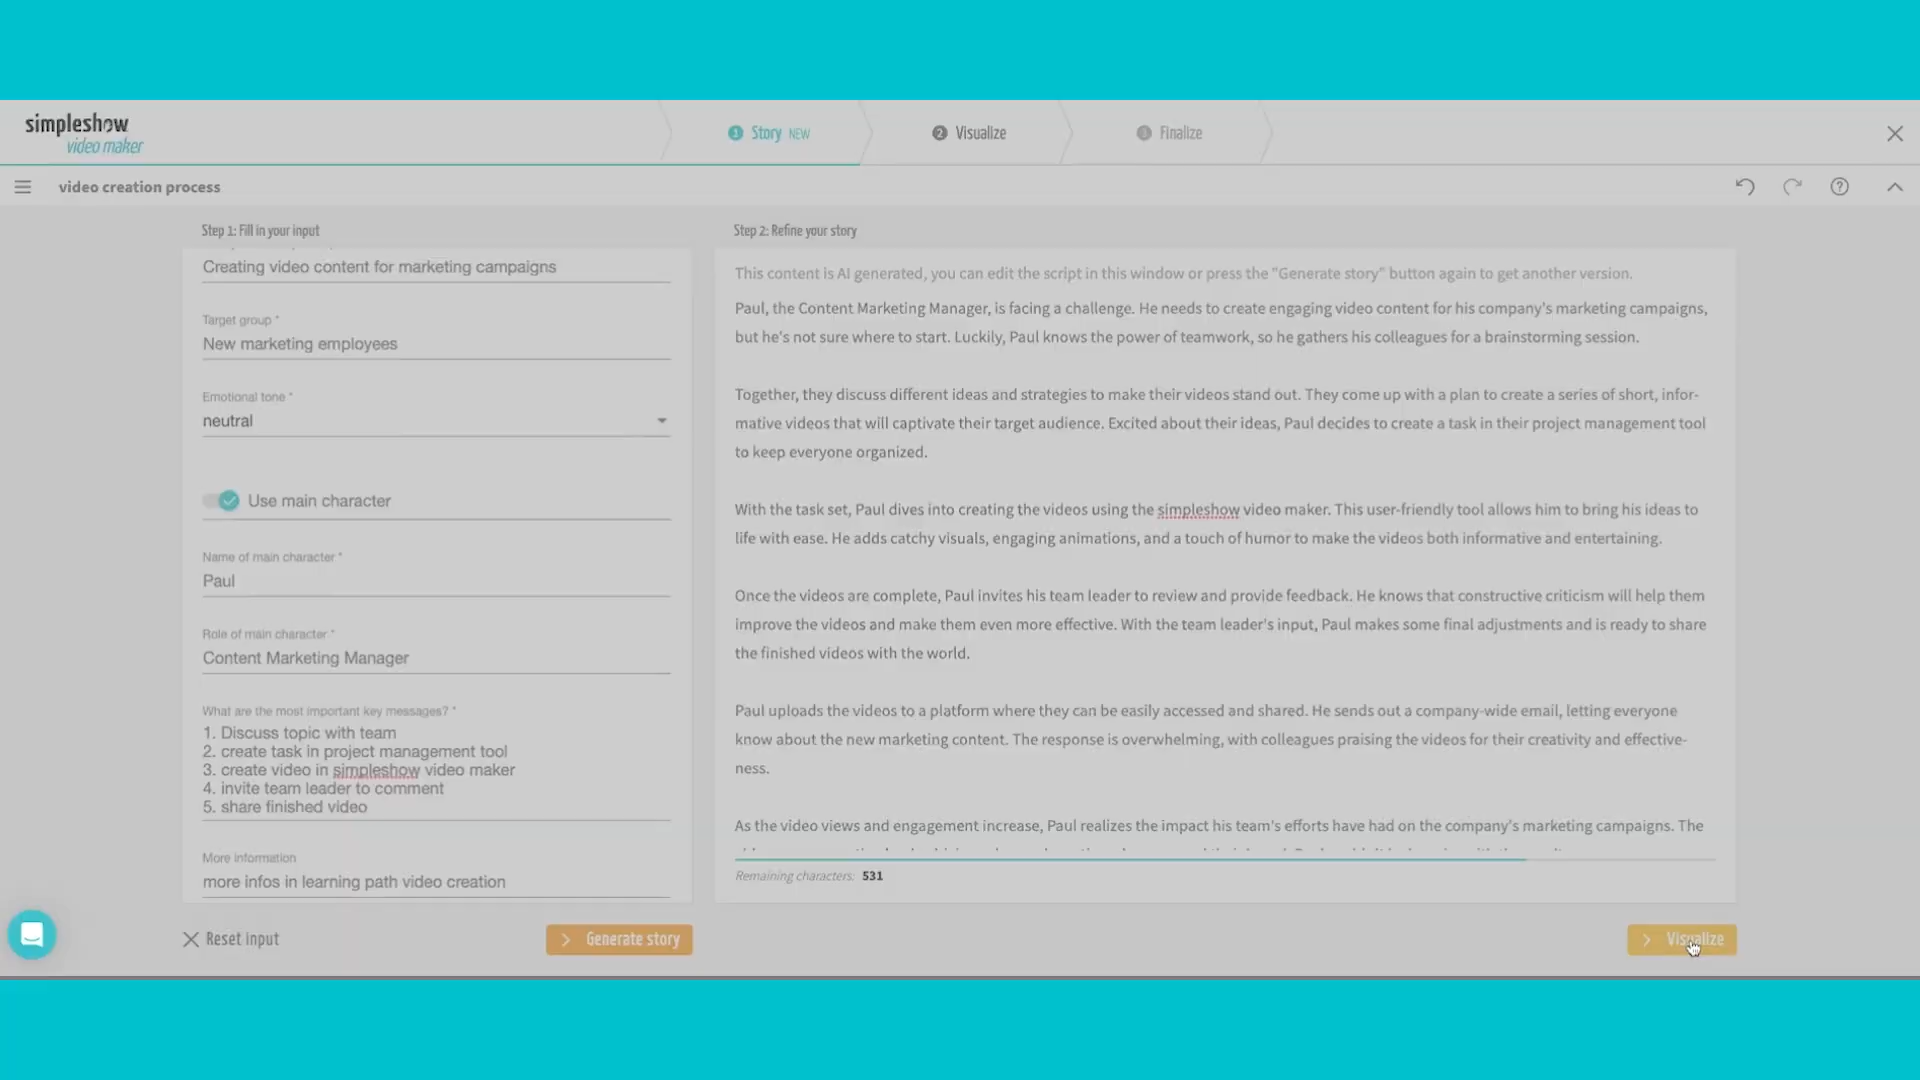 simpleshow
video maker
1 Story NEW
2 Visualize
3 Finalize
video creation process
Step 1: Fill in your input
Creating video content for marketing campaigns
Target group *
New marketing employees
Emotional tone *
neutral
Use main character
Name of main character *
Paul
Role of main character *
Content Marketing Manager
What are the most important key messages? *
1. Discuss topic with team
2. create task in project management tool
3. create video in simpleshow video maker
4. invite team leader to comment
5. share finished video
More information
more infos in learning path video creation
Reset input
Generate story
Step 2: Refine your story
This content is AI generated, you can edit the script in this window or press the "Generate story" button again to get another version.
Paul, the Content Marketing Manager, is facing a challenge. He needs to create engaging video content for his company's marketing campaigns,
but he's not sure where to start. Luckily, Paul knows the power of teamwork, so he gathers his colleagues for a brainstorming session.
Together, they discuss different ideas and strategies to make their videos stand out. They come up with a plan to create a series of short, infor-
mative videos that will captivate their target audience. Excited about their ideas, Paul decides to create a task in their project management tool
to keep everyone organized.
With the task set, Paul dives into creating the videos using the simpleshow video maker. This user-friendly tool allows him to bring his ideas to
life with ease. He adds catchy visuals, engaging animations, and a touch of humor to make the videos both informative and entertaining.
Once the videos are complete, Paul invites his team leader to review and provide feedback. He knows that constructive criticism will help them
improve the videos and make them even more effective. With the team leader's input, Paul makes some final adjustments and is ready to share
the finished videos with the world.
Paul uploads the videos to a platform where they can be easily accessed and shared. He sends out a company-wide email, letting everyone
know about the new marketing content. The response is overwhelming, with colleagues praising the videos for their creativity and effective-
ness.
As the video views and engagement increase, Paul realizes the impact his team's efforts have had on the company's marketing campaigns. The
Remaining characters: 531
Visualize